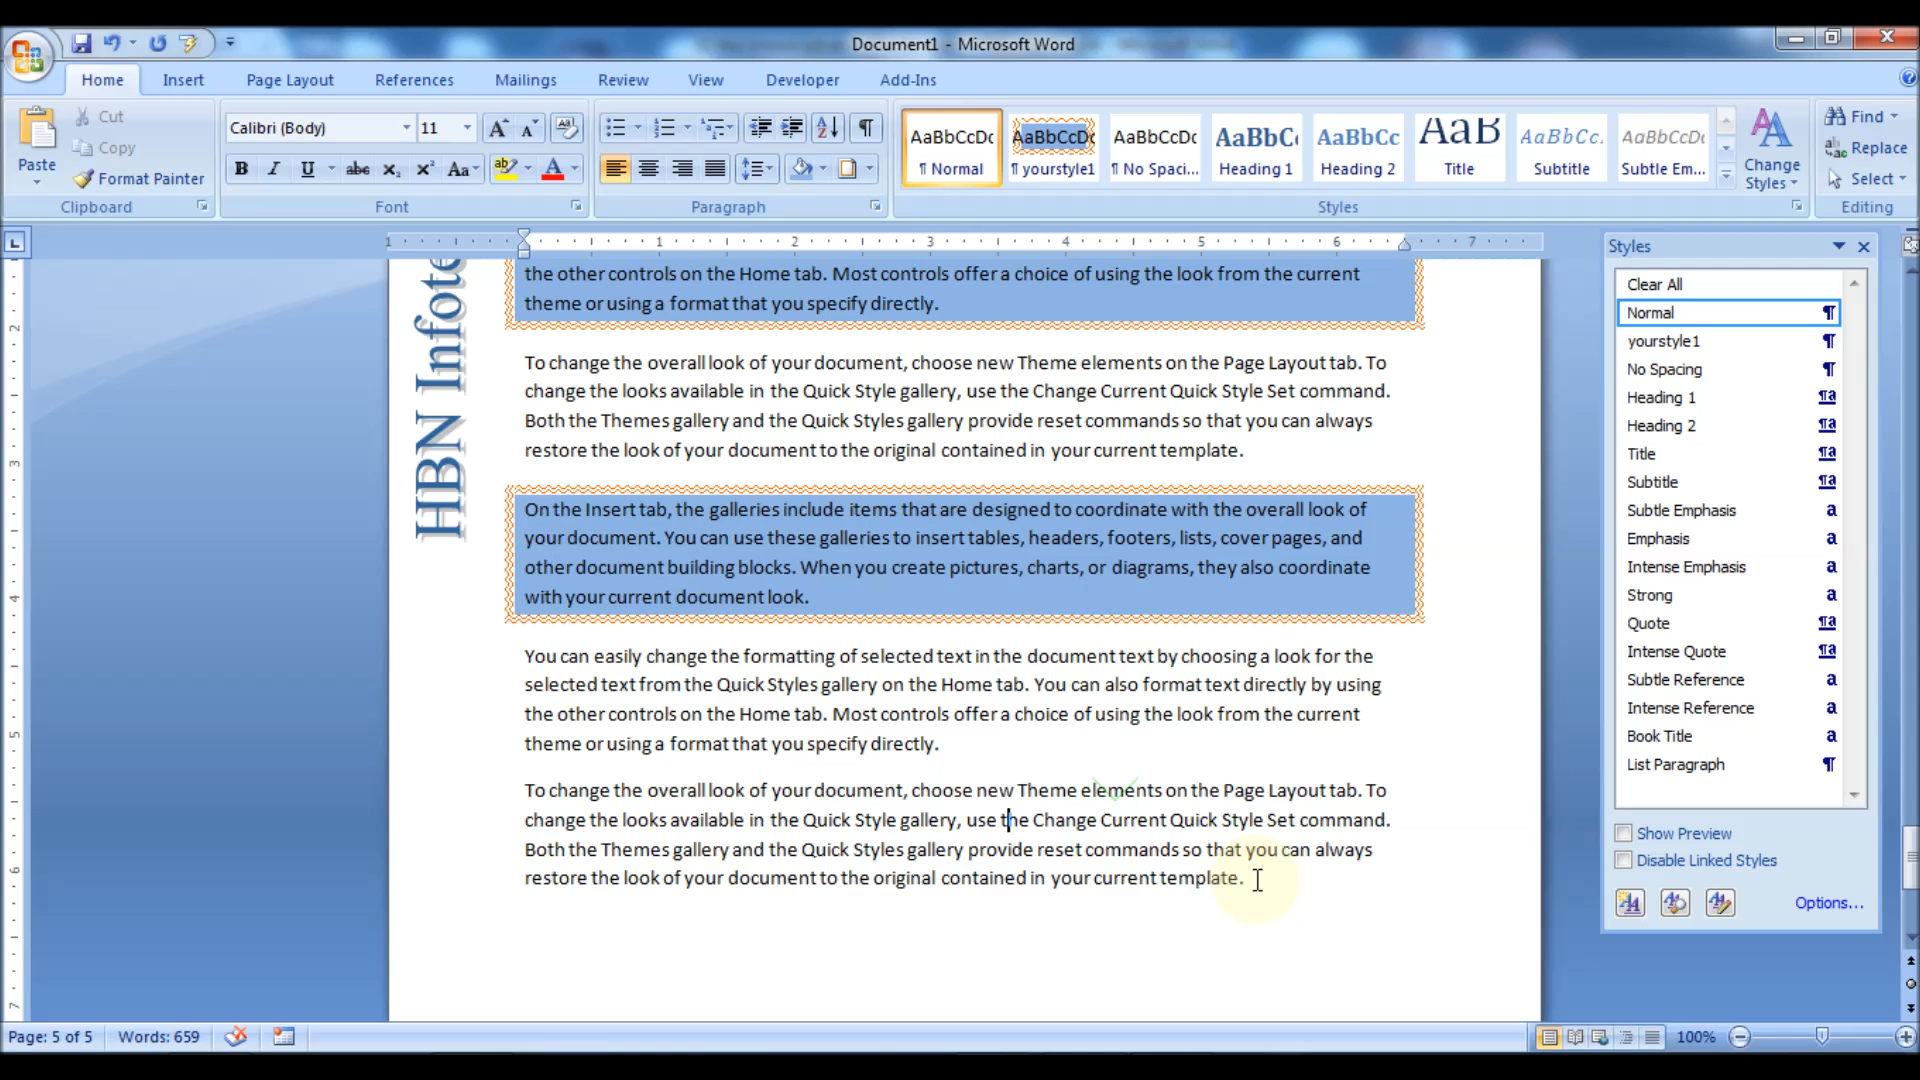 Document1 - Microsoft Word
Home Insert Page Layout References Mailings Review View Developer Add-Ins
Paste
Cut
Copy
Format Painter
Clipboard
Calibri (Body) 11
Font
Paragraph
AaBbCcDc AaBbCcDc AaBbCcDc AaBbC AaBbCc AaB AaBbCc. AaBbCcDc
¶ Normal ¶ yourstyle1 ¶ No Spaci... Heading 1 Heading 2 Title Subtitle Subtle Em...
Change Styles
Styles
Find
Replace
Select
Editing
1 1 2 3 4 5 6 7
HBN Infote
the other controls on the Home tab. Most controls offer a choice of using the look from the current
theme or using a format that you specify directly.
To change the overall look of your document, choose new Theme elements on the Page Layout tab. To
change the looks available in the Quick Style gallery, use the Change Current Quick Style Set command.
Both the Themes gallery and the Quick Styles gallery provide reset commands so that you can always
restore the look of your document to the original contained in your current template.
On the Insert tab, the galleries include items that are designed to coordinate with the overall look of
your document. You can use these galleries to insert tables, headers, footers, lists, cover pages, and
other document building blocks. When you create pictures, charts, or diagrams, they also coordinate
with your current document look.
You can easily change the formatting of selected text in the document text by choosing a look for the
selected text from the Quick Styles gallery on the Home tab. You can also format text directly by using
the other controls on the Home tab. Most controls offer a choice of using the look from the current
theme or using a format that you specify directly.
To change the overall look of your document, choose new Theme elements on the Page Layout tab. To
change the looks available in the Quick Style gallery, use the Change Current Quick Style Set command.
Both the Themes gallery and the Quick Styles gallery provide reset commands so that you can always
restore the look of your document to the original contained in your current template.
Styles
Clear All
Normal
yourstyle1
No Spacing
Heading 1
Heading 2
Title
Subtitle
Subtle Emphasis
Emphasis
Intense Emphasis
Strong
Quote
Intense Quote
Subtle Reference
Intense Reference
Book Title
List Paragraph
Show Preview
Disable Linked Styles
Options...
Page: 5 of 5 Words: 659
100%